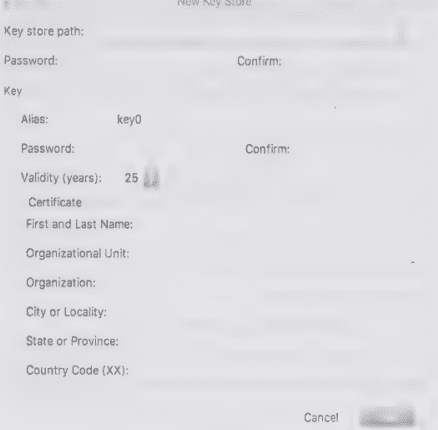 New Key Store
Key store path:
Password: Confirm:
Key
Alias: key0
Password: Confirm:
Validity (years): 25
Certificate
First and Last Name:
Organizational Unit:
Organization:
City or Locality:
State or Province:
Country Code (XX):
Cancel